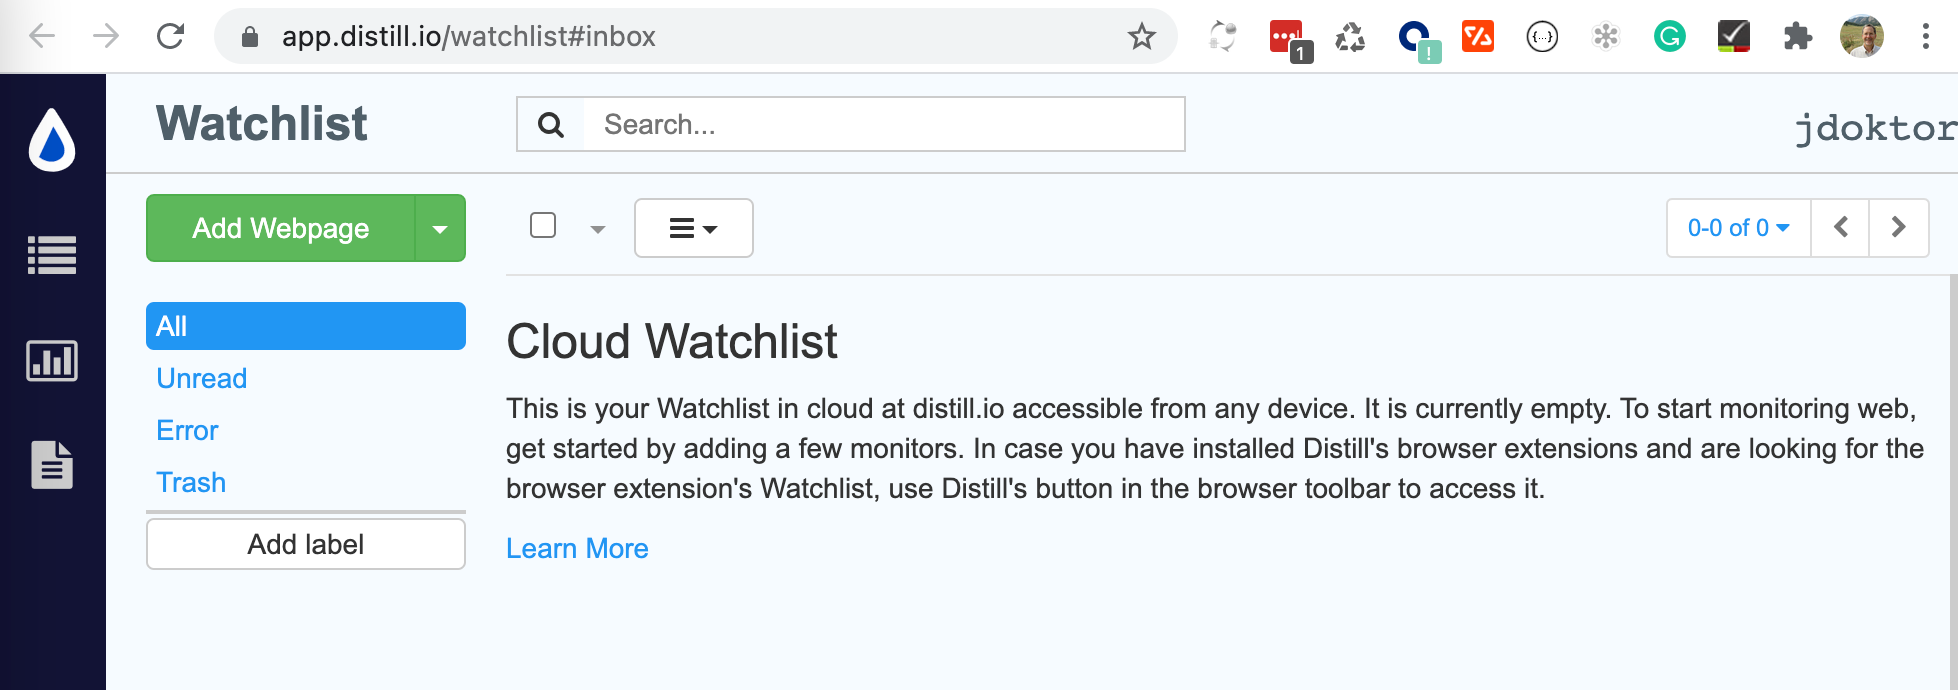 app.distill.io/watchlist#inbox
1
!
{...}
Watchlist
Search...
jdoktor
Add Webpage
0-0 of 0
All
Unread
Error
Trash
Add label
Cloud Watchlist
This is your Watchlist in cloud at distill.io accessible from any device. It is currently empty. To start monitoring web,
get started by adding a few monitors. In case you have installed Distill's browser extensions and are looking for the
browser extension's Watchlist, use Distill's button in the browser toolbar to access it.
Learn More